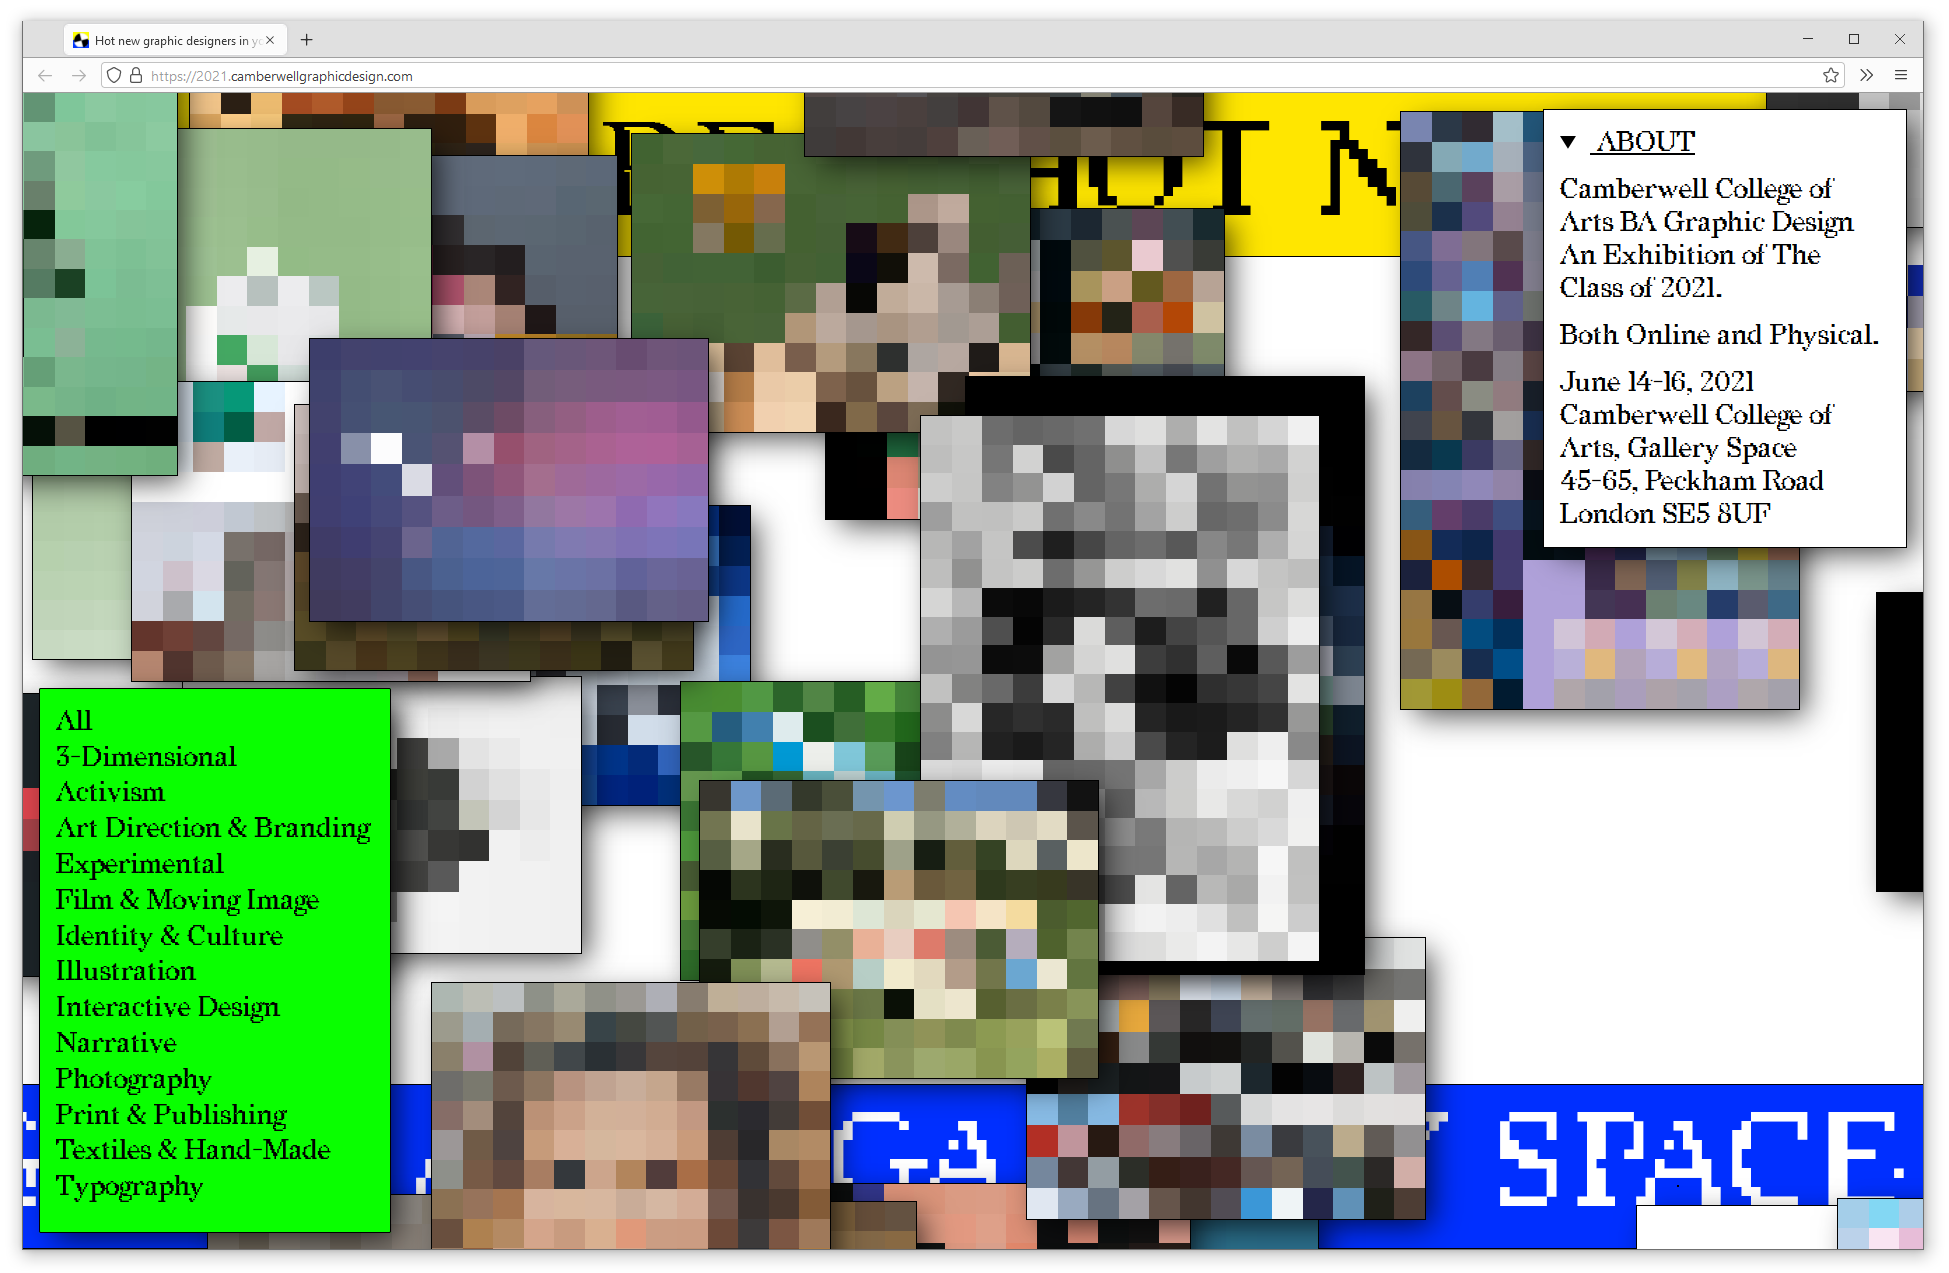 Hot new graphic designers in yo
https://2021.camberwellgraphicdesign.com
HOT N
ABOUT
Camberwell College of
Arts BA Graphic Design
An Exhibition of The
Class of 2021.
Both Online and Physical.
June 14-16, 2021
Camberwell College of
Arts, Gallery Space
45-65, Peckham Road
London SE5 8UF
All
3-Dimensional
Activism
Art Direction & Branding
Experimental
Film & Moving Image
Identity & Culture
Illustration
Interactive Design
Narrative
Photography
Print & Publishing
Textiles & Hand-Made
Typography
GA
Y SPACE.